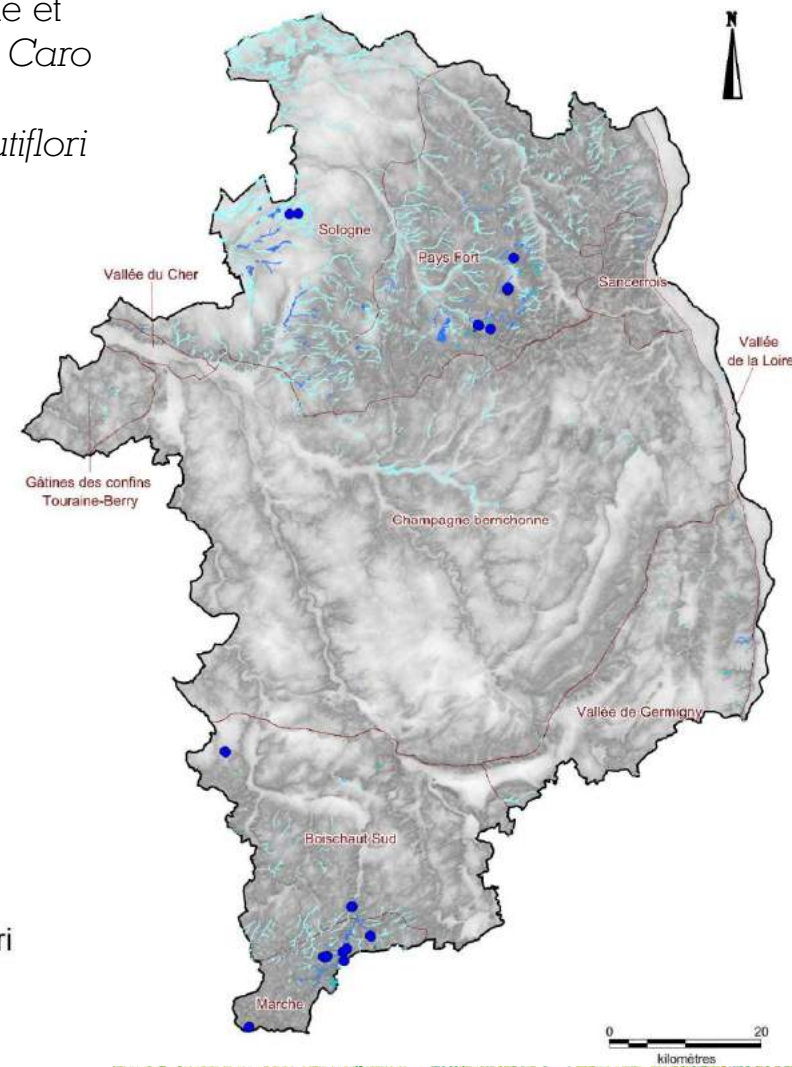 e et
Caro
utiflori
N
Sologne
Pays Fort
Sancerrois
Vallée du Cher
Vallée
de la Loire
Gâtines des confins
Touraine-Berry
Champagne berrichonne
Vallée de Germigny
Boischaut Sud
ri
Marche
0 20
kilomètres